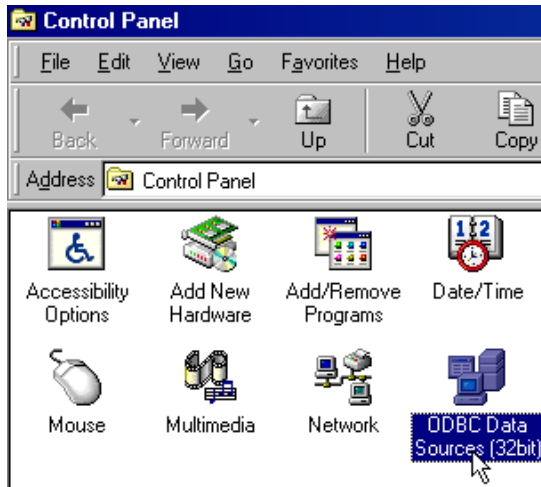 Control Panel
File Edit View Go Favorites Help
Back Forward Up Cut Copy
Address Control Panel
Accessibility Options
Add New Hardware
Add/Remove Programs
12
Date/Time
Mouse
Multimedia
Network
ODBC Data Sources (32bit)